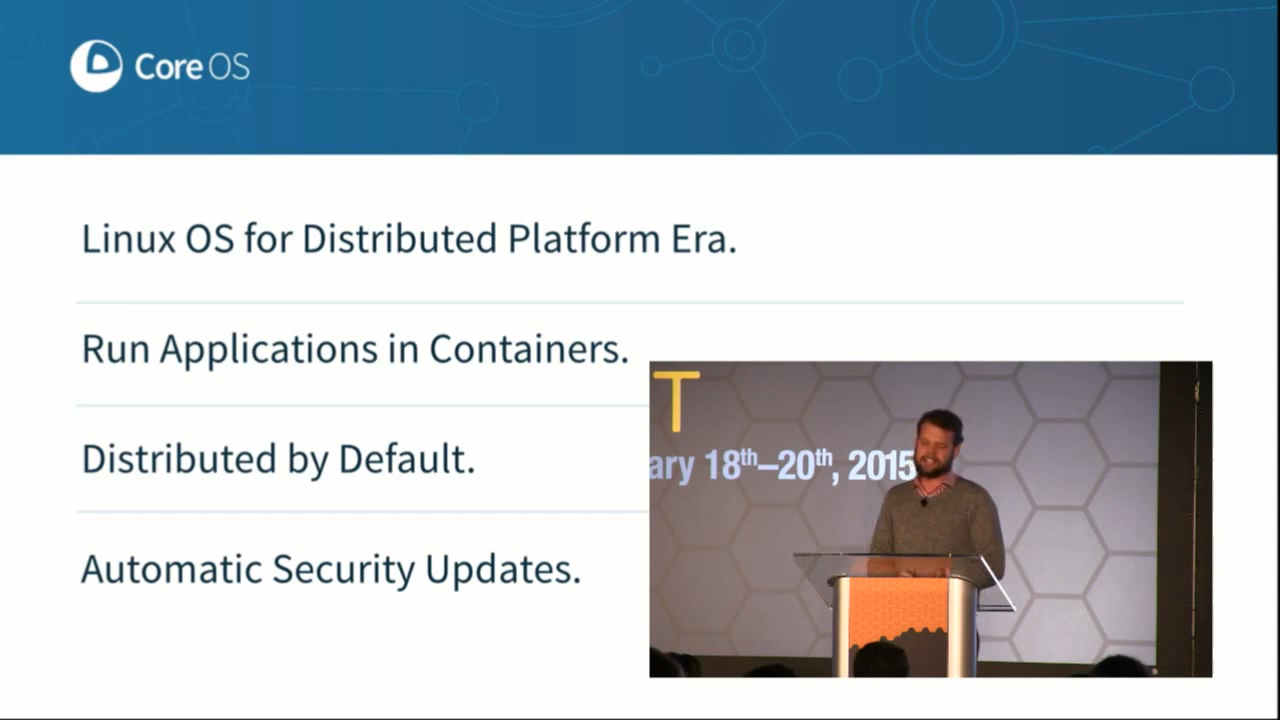 CoreOS
Linux OS for Distributed Platform Era.
Run Applications in Containers.
Distributed by Default.
Automatic Security Updates.
T
ary 18th–20th, 2015